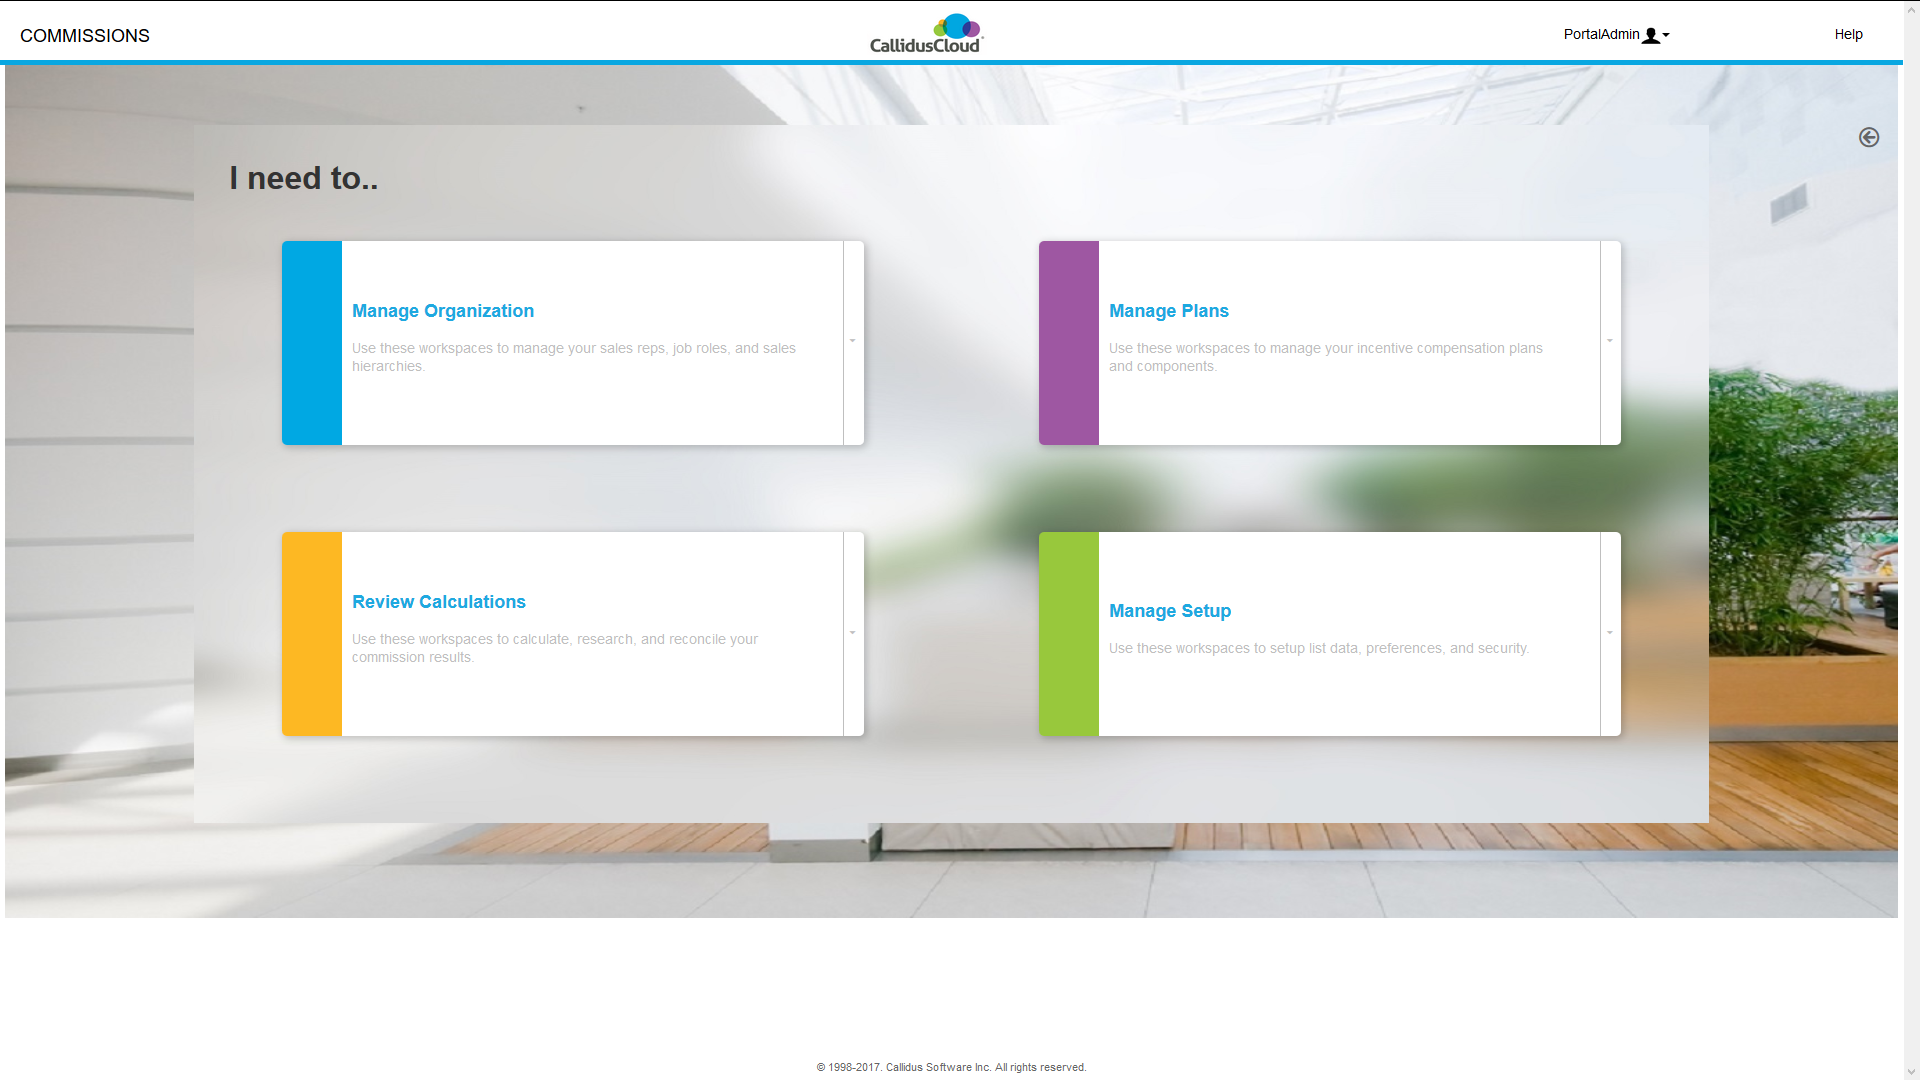 COMMISSIONS
CallidusCloud
PortalAdmin
Help
I need to..
Manage Organization
Use these workspaces to manage your sales reps, job roles, and sales
hierarchies.
Manage Plans
Use these workspaces to manage your incentive compensation plans
and components.
Review Calculations
Use these workspaces to calculate, research, and reconcile your
commission results.
Manage Setup
Use these workspaces to setup list data, preferences, and security.
© 1998-2017. Callidus Software Inc. All rights reserved.